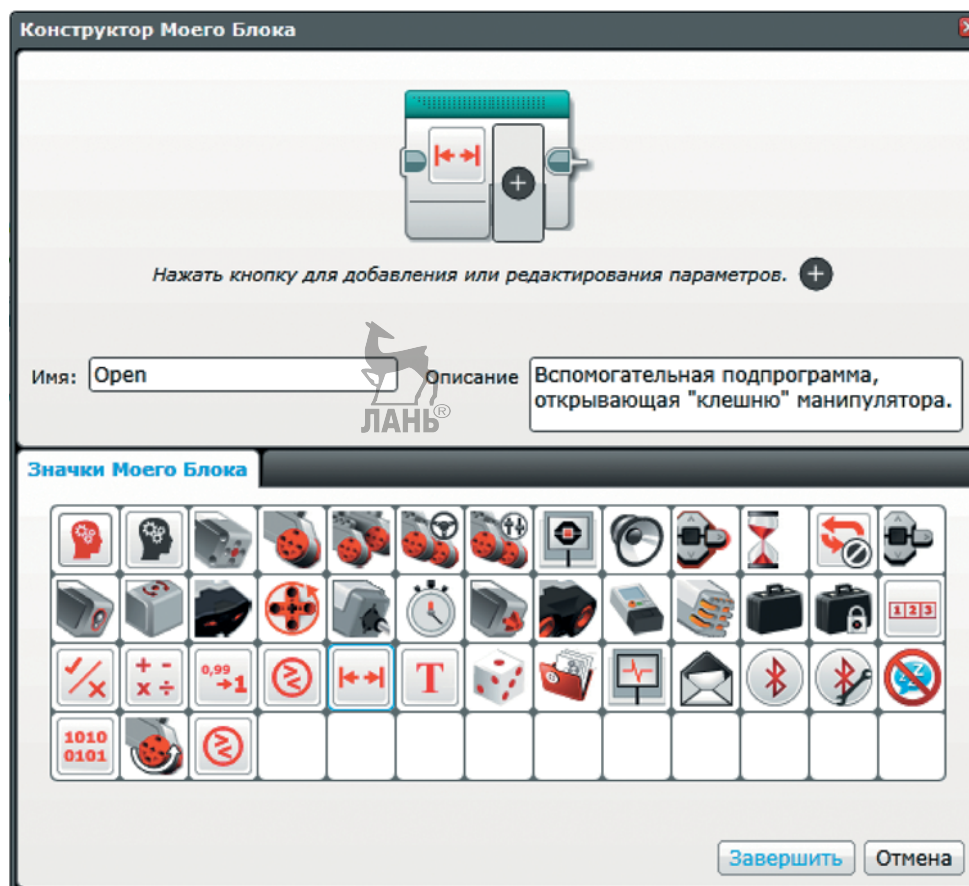 Конструктор Моего Блока
Нажать кнопку для добавления или редактирования параметров.
Имя: Open
Описание Вспомогательная подпрограмма,
открывающая "клешню" манипулятора.
ЛАНЬ®
Значки Моего Блока
1 2 3
0,99
→1
T
Z Z Z
1010
0101
Завершить Отмена